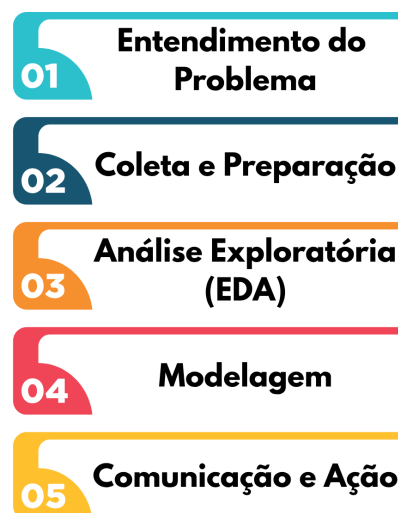 01
Entendimento do
Problema
02
Coleta e Preparação
03
Análise Exploratória
(EDA)
04
Modelagem
05
Comunicação e Ação